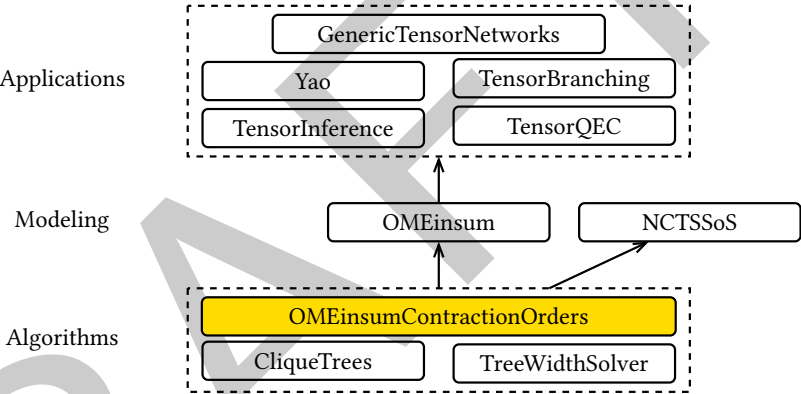 GenericTensorNetworks
Applications
Yao
TensorBranching
TensorInference
TensorQEC
Modeling
OMEinsum
NCTSSoS
OMEinsumContractionOrders
Algorithms
CliqueTrees
TreeWidthSolver